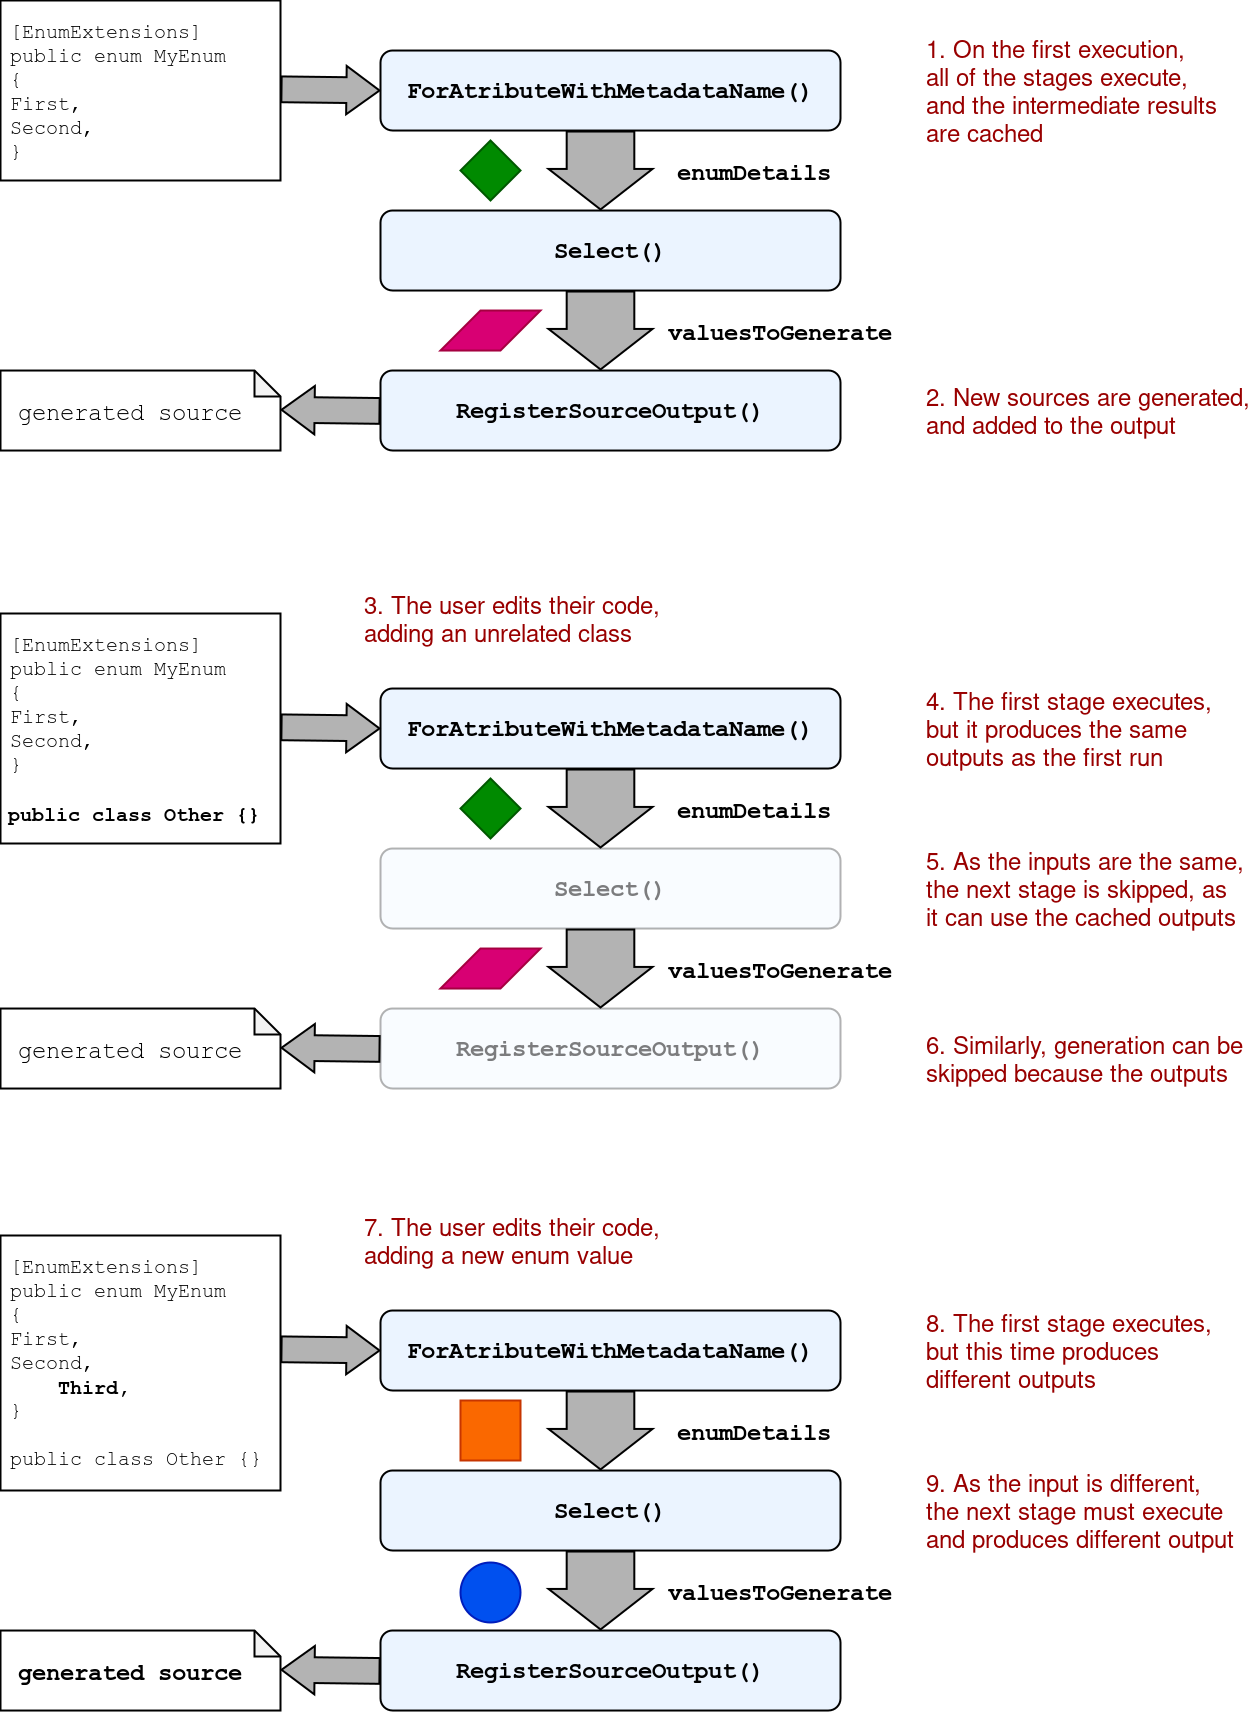 [EnumExtensions]
public enum MyEnum
{
First,
Second,
}
ForAtributeWithMetadataName()
1. On the first execution,
all of the stages execute,
and the intermediate results
are cached
enumDetails
Select()
valuesToGenerate
generated source
RegisterSourceOutput()
2. New sources are generated,
and added to the output
3. The user edits their code,
adding an unrelated class
[EnumExtensions]
public enum MyEnum
{
First,
Second,
}
public class Other {}
ForAtributeWithMetadataName()
4. The first stage executes,
but it produces the same
outputs as the first run
enumDetails
Select()
5. As the inputs are the same,
the next stage is skipped, as
it can use the cached outputs
valuesToGenerate
generated source
RegisterSourceOutput()
6. Similarly, generation can be
skipped because the outputs
7. The user edits their code,
adding a new enum value
[EnumExtensions]
public enum MyEnum
{
First,
Second,
Third,
}
public class Other {}
ForAtributeWithMetadataName()
8. The first stage executes,
but this time produces
different outputs
enumDetails
Select()
9. As the input is different,
the next stage must execute
and produces different output
valuesToGenerate
generated source
RegisterSourceOutput()